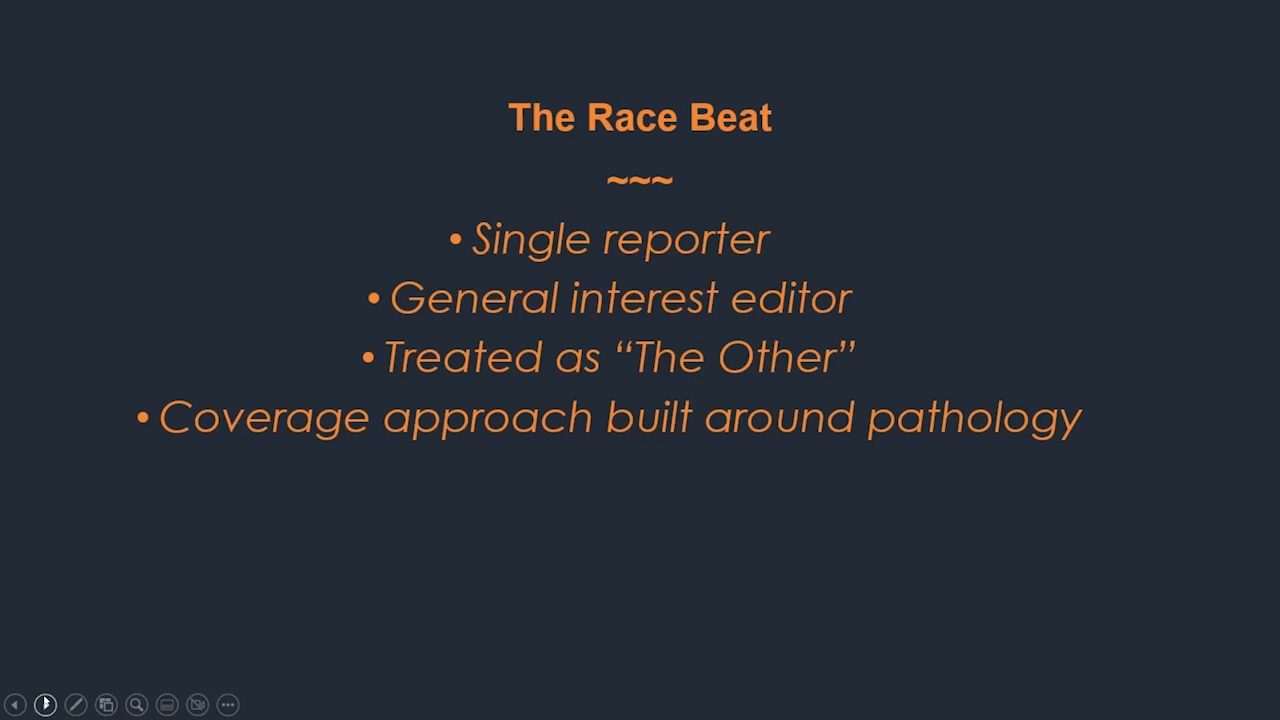 The Race Beat
~~~
• Single reporter
• General interest editor
• Treated as “The Other”
• Coverage approach built around pathology